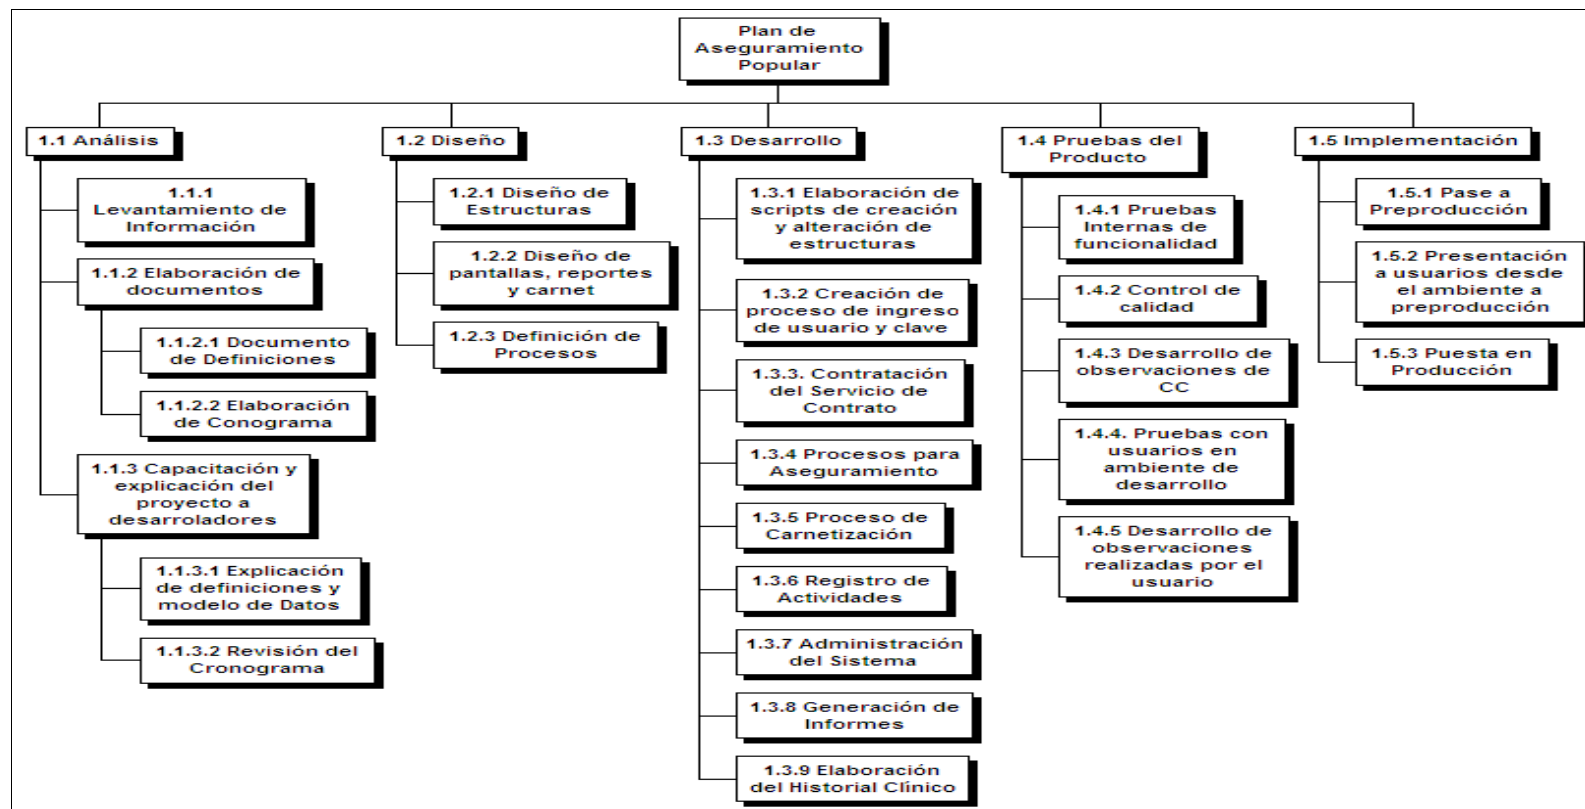 Plan de
Aseguramiento
Popular
1.1 Análisis
1.1.1
Levantamiento de
Información
1.1.2 Elaboración de
documentos
1.1.2.1 Documento
de Definiciones
1.1.2.2 Elaboración
de Conograma
1.1.3 Capacitación y
explicación del
proyecto a
desarroladores
1.1.3.1 Explicación
de definiciones y
modelo de Datos
1.1.3.2 Revisión del
Cronograma
1.2 Diseño
1.2.1 Diseño de
Estructuras
1.2.2 Diseño de
pantallas, reportes
y carnet
1.2.3 Definición de
Procesos
1.3 Desarrollo
1.3.1 Elaboración de
scripts de creación
y alteración de
estructuras
1.3.2 Creación de
proceso de ingreso
de usuario y clave
1.3.3. Contratación
del Servicio de
Contrato
1.3.4 Procesos para
Aseguramiento
1.3.5 Proceso de
Carnetización
1.3.6 Registro de
Actividades
1.3.7 Administración
del Sistema
1.3.8 Generación de
Informes
1.3.9 Elaboración
del Historial Clínico
1.4 Pruebas del
Producto
1.4.1 Pruebas
Internas de
funcionalidad
1.4.2 Control de
calidad
1.4.3 Desarrollo de
observaciones de
CC
1.4.4. Pruebas con
usuarios en
ambiente de
desarrollo
1.4.5 Desarrollo de
observaciones
realizadas por el
usuario
1.5 Implementación
1.5.1 Pase a
Preproducción
1.5.2 Presentación
a usuarios desde
el ambiente a
preproducción
1.5.3 Puesta en
Producción